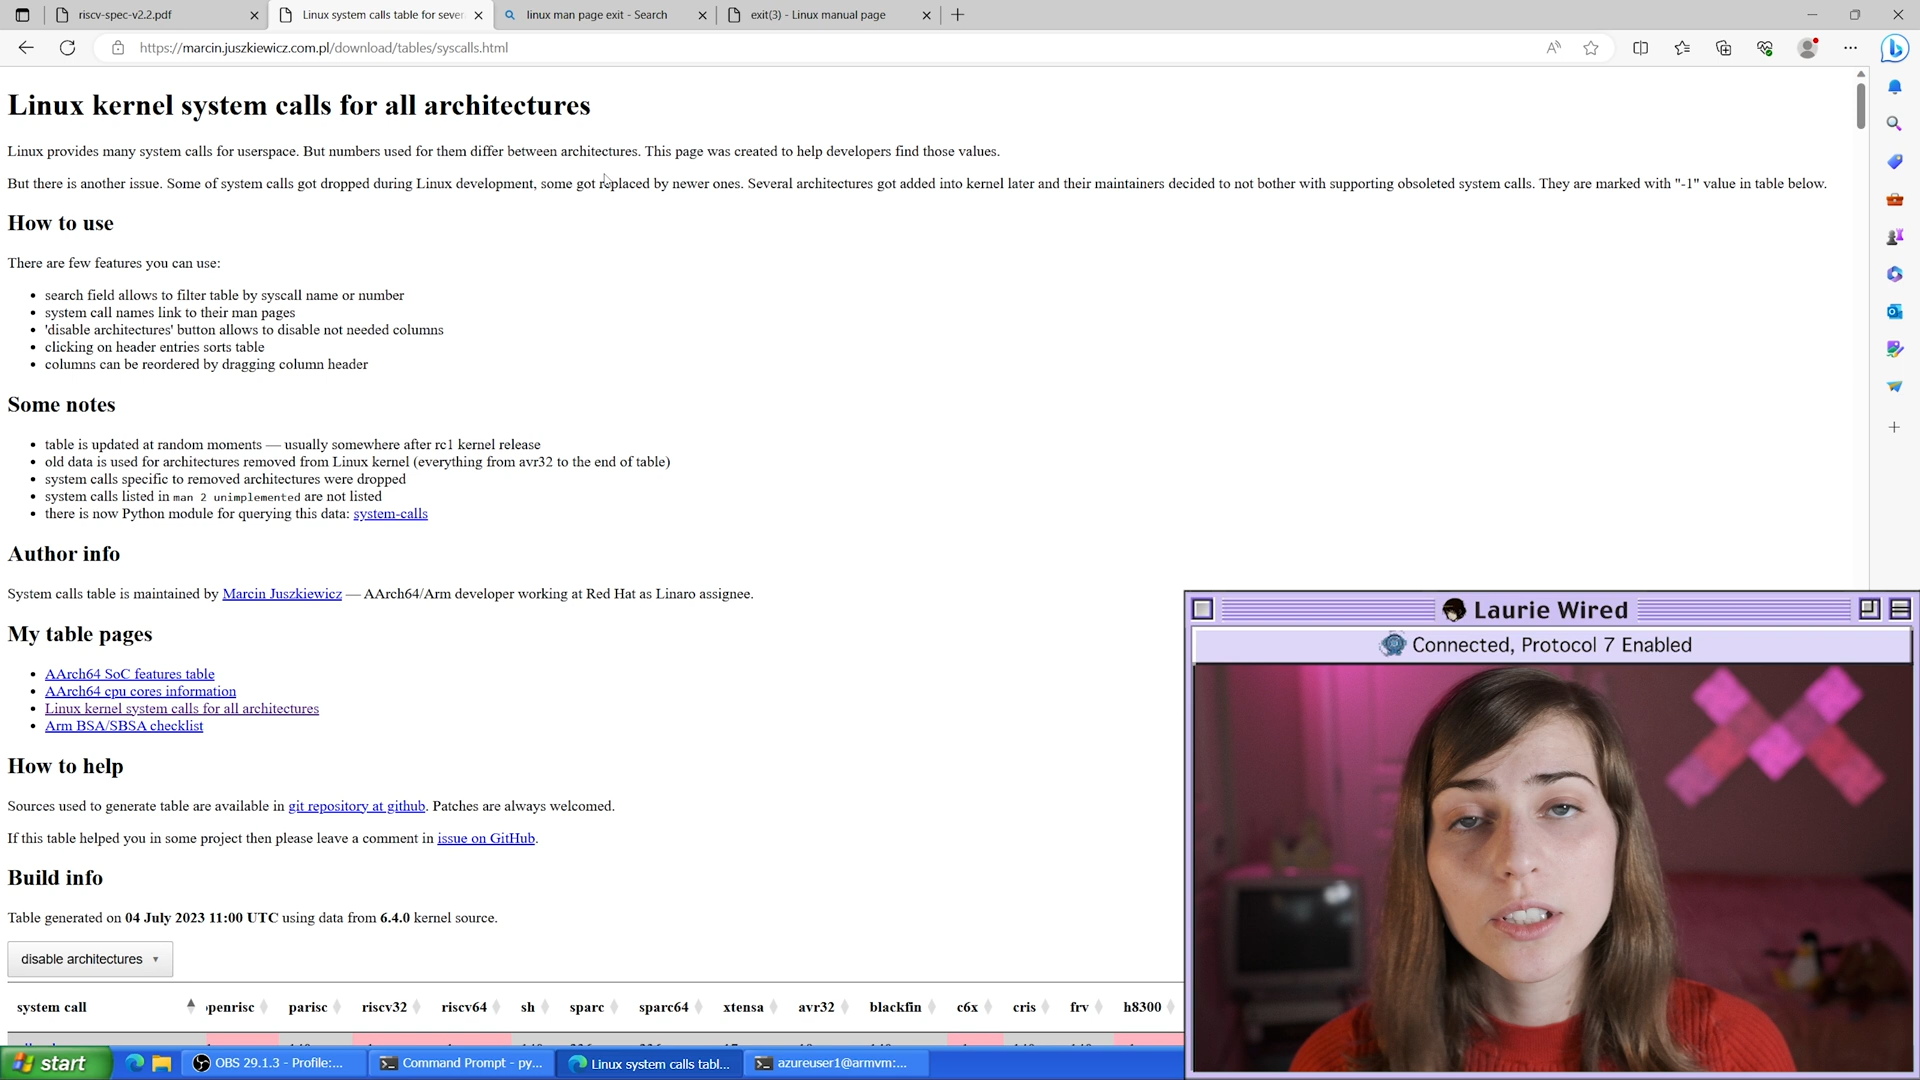 riscv-spec-v2.2.pdf
Linux system calls table for sever
linux man page exit - Search
exit(3) - Linux manual page
https://marcin.juszkiewicz.com.pl/download/tables/syscalls.html
Linux kernel system calls for all architectures
Linux provides many system calls for userspace. But numbers used for them differ between architectures. This page was created to help developers find those values.
But there is another issue. Some of system calls got dropped during Linux development, some got replaced by newer ones. Several architectures got added into kernel later and their maintainers decided to not bother with supporting obsoleted system calls. They are marked with "-1" value in table below.
How to use
There are few features you can use:
• search field allows to filter table by syscall name or number
• system call names link to their man pages
• 'disable architectures' button allows to disable not needed columns
• clicking on header entries sorts table
• columns can be reordered by dragging column header
Some notes
• table is updated at random moments — usually somewhere after rc1 kernel release
• old data is used for architectures removed from Linux kernel (everything from avr32 to the end of table)
• system calls specific to removed architectures were dropped
• system calls listed in man 2 unimplemented are not listed
• there is now Python module for querying this data: system-calls
Author info
System calls table is maintained by Marcin Juszkiewicz — AArch64/Arm developer working at Red Hat as Linaro assignee.
My table pages
• AArch64 SoC features table
• AArch64 cpu cores information
• Linux kernel system calls for all architectures
• Arm BSA/SBSA checklist
How to help
Sources used to generate table are available in git repository at github. Patches are always welcomed.
If this table helped you in some project then please leave a comment in issue on GitHub.
Build info
Table generated on 04 July 2023 11:00 UTC using data from 6.4.0 kernel source.
disable architectures
system call penrisc parisc riscv32 riscv64 sh sparc sparc64 xtensa avr32 blackfin c6x cris frv h8300
Laurie Wired
Connected, Protocol 7 Enabled
start
OBS 29.1.3 - Profile:...
Command Prompt - py...
Linux system calls tabl...
azureuser1@armvm:...